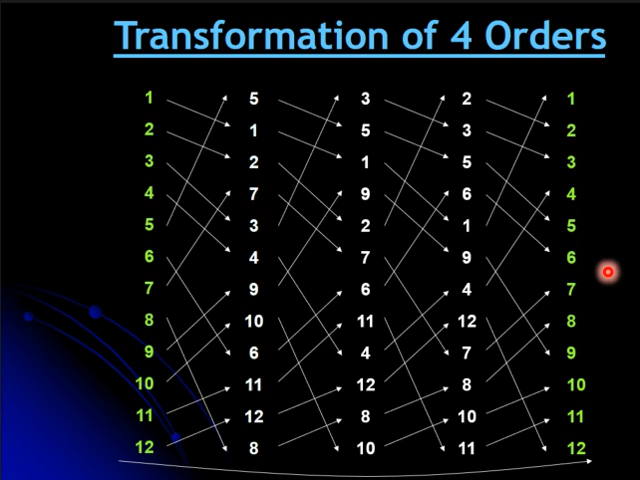 Transformation of 4 Orders
1 5 3 2 1
2 1 5 3 2
3 2 1 5 3
4 7 9 6 4
5 3 2 1 5
6 4 7 9 6
7 9 6 4 7
8 10 11 12 8
9 6 4 7 9
10 11 12 8 10
11 12 8 10 11
12 8 10 11 12